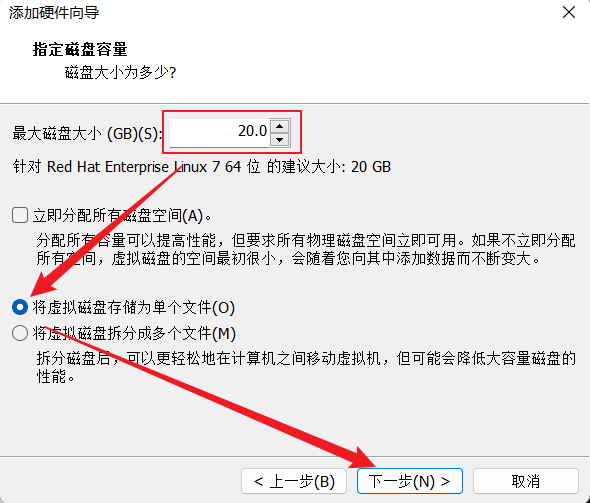 添加硬件向导
指定磁盘容量
磁盘大小为多少?
最大磁盘大小 (GB)(S): 20.0
针对 Red Hat Enterprise Linux 7 64 位 的建议大小: 20 GB
立即分配所有磁盘空间(A)。
分配所有容量可以提高性能，但要求所有物理磁盘空间立即可用。如果不立即分配
所有空间，虚拟磁盘的空间最初很小，会随着您向其中添加数据而不断变大。
将虚拟磁盘存储为单个文件(O)
将虚拟磁盘拆分成多个文件(M)
拆分磁盘后，可以更轻松地在计算机之间移动虚拟机，但可能会降低大容量磁盘的
性能。
< 上一步(B) 下一步(N) > 取消